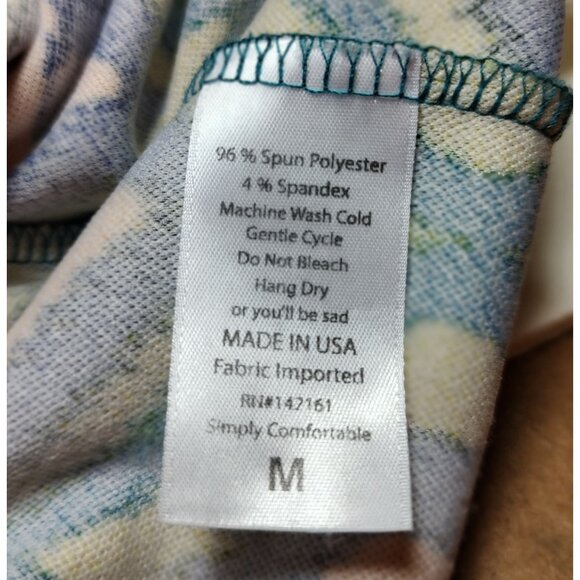 96 % Spun Polyester
4 % Spandex
Machine Wash Cold
Gentle Cycle
Do Not Bleach
Hang Dry
or you'll be sad
MADE IN USA
Fabric Imported
RN#142161
Simply Comfortable
M